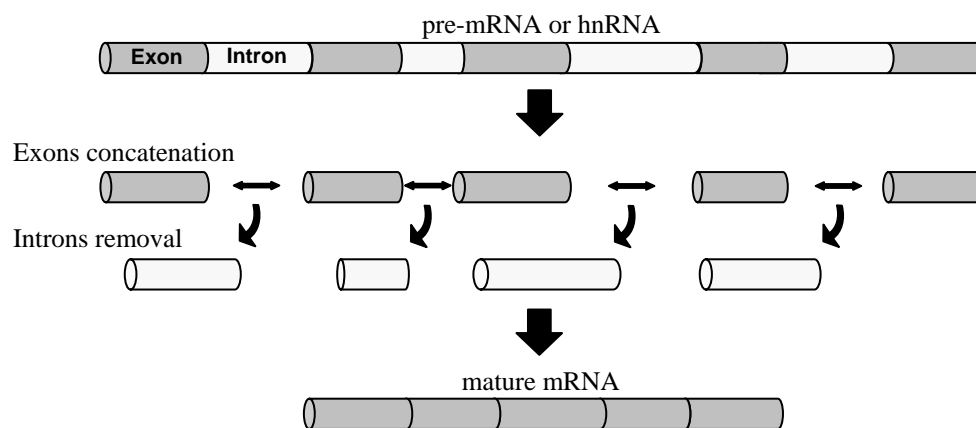 pre-mRNA or hnRNA
Exon Intron
Exons concatenation
Introns removal
mature mRNA